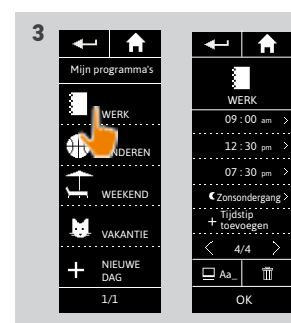 3
Mijn programma's
WERK
NDEREN
WEEKEND
VAKANTIE
+ NIEUWE
DAG
1/1
WERK
09 : 00 am >
12 : 30 pm >
07 : 30 pm >
Zonsondergang >
+ Tijdstip
toevoegen
< 4/4 >
Aa_
OK